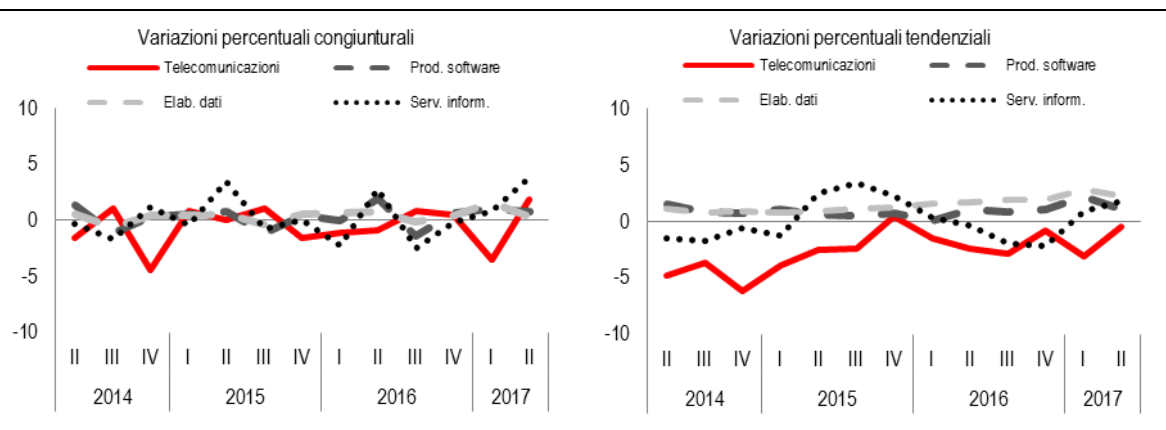 Variazioni percentuali congiunturali
Telecomunicazioni Prod. software
Elab. dati Serv. inform.
10
5
0
-5
-10
II III IV I II III IV I II III IV I II
2014 2015 2016 2017
Variazioni percentuali tendenziali
Telecomunicazioni Prod. software
Elab. dati Serv. inform.
10
5
0
-5
-10
II III IV I II III IV I II III IV I II
2014 2015 2016 2017